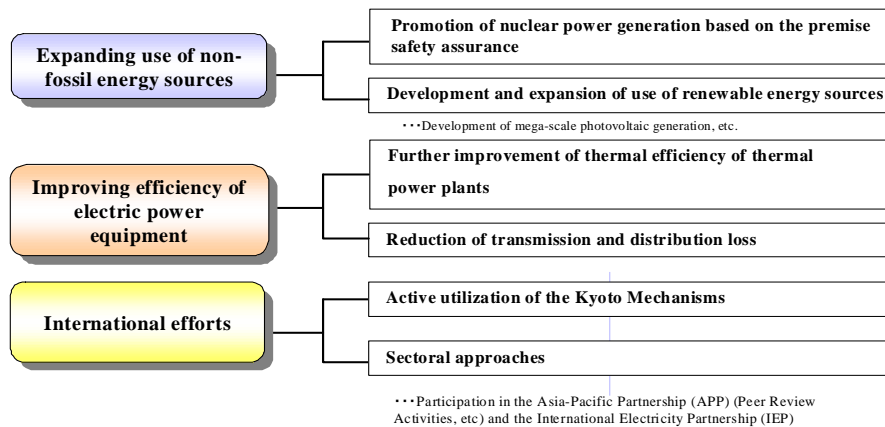 Expanding use of non-
fossil energy sources
Promotion of nuclear power generation based on the premise
safety assurance
Development and expansion of use of renewable energy sources
･･･Development of mega-scale photovoltaic generation, etc.
Improving efficiency of
electric power
equipment
Further improvement of thermal efficiency of thermal
power plants
Reduction of transmission and distribution loss
International efforts
Active utilization of the Kyoto Mechanisms
Sectoral approaches
･･･Participation in the Asia-Pacific Partnership (APP) (Peer Review
Activities, etc) and the International Electricity Partnership (IEP)